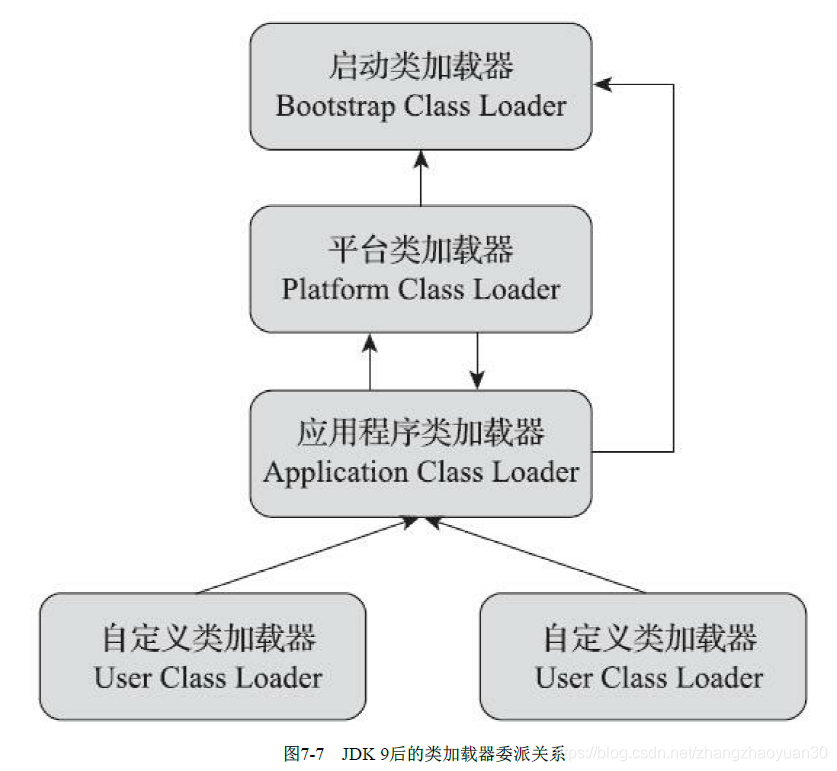 启动类加载器
Bootstrap Class Loader
平台类加载器
Platform Class Loader
应用程序类加载器
Application Class Loader
自定义类加载器
User Class Loader
自定义类加载器
User Class Loader
图7-7 JDK 9后的类加载器委派关系
https://blog.csdn.net/zhangzhaoyuan30